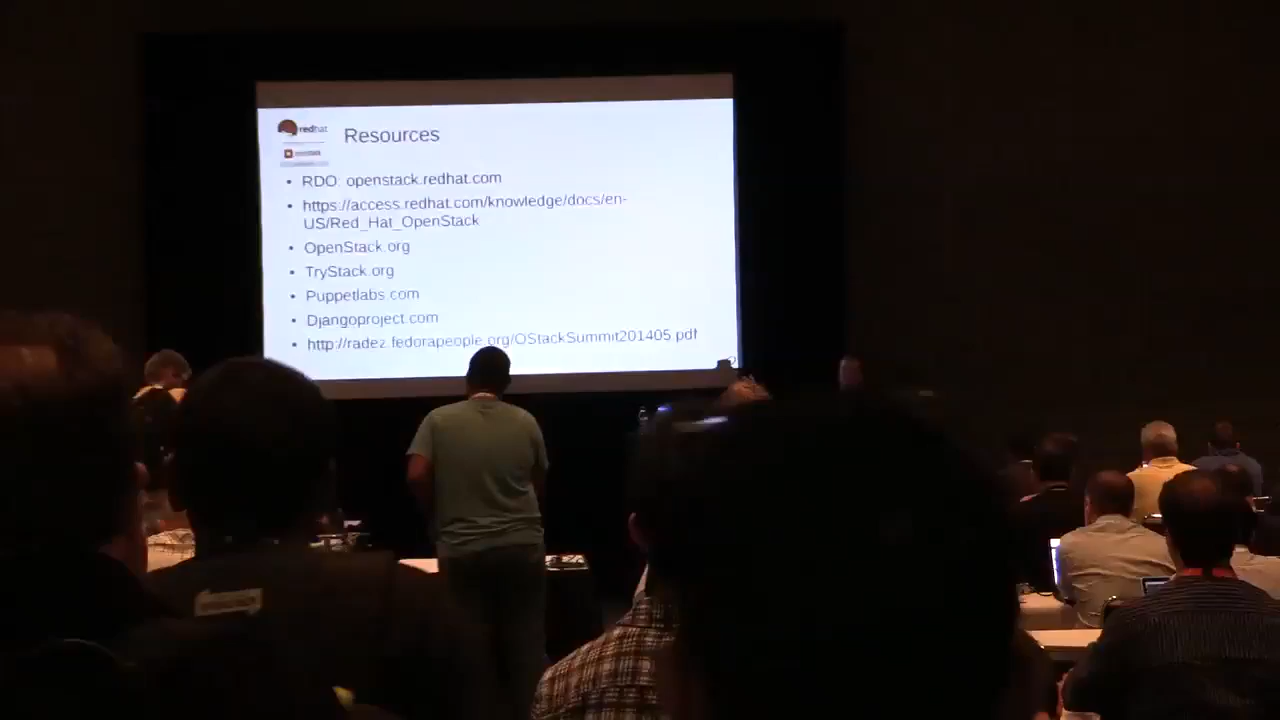 redhat
Resources
• RDO: openstack.redhat.com
• https://access.redhat.com/knowledge/docs/en-
US/Red_Hat_OpenStack
• OpenStack.org
• TryStack.org
• Puppetlabs.com
• Djangoproject.com
• http://radez.fedorapeople.org/OStackSummit201405.pdf